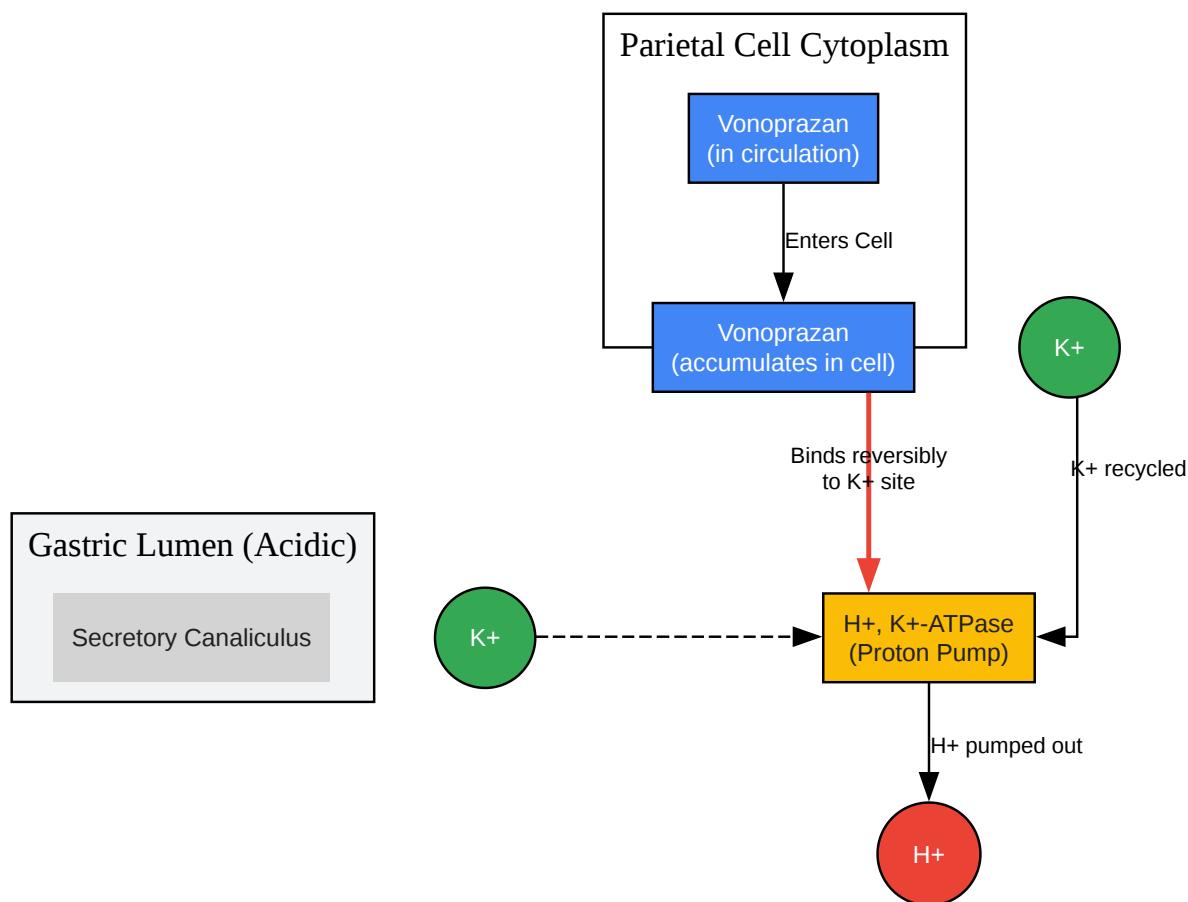 Parietal Cell Cytoplasm
Vonoprazan
(in circulation)
Enters Cell
Vonoprazan
(accumulates in cell)
K+
Binds reversibly
to K+ site
K+ recycled
Gastric Lumen (Acidic)
Secretory Canaliculus
K+
H+, K+-ATPase
(Proton Pump)
H+ pumped out
H+